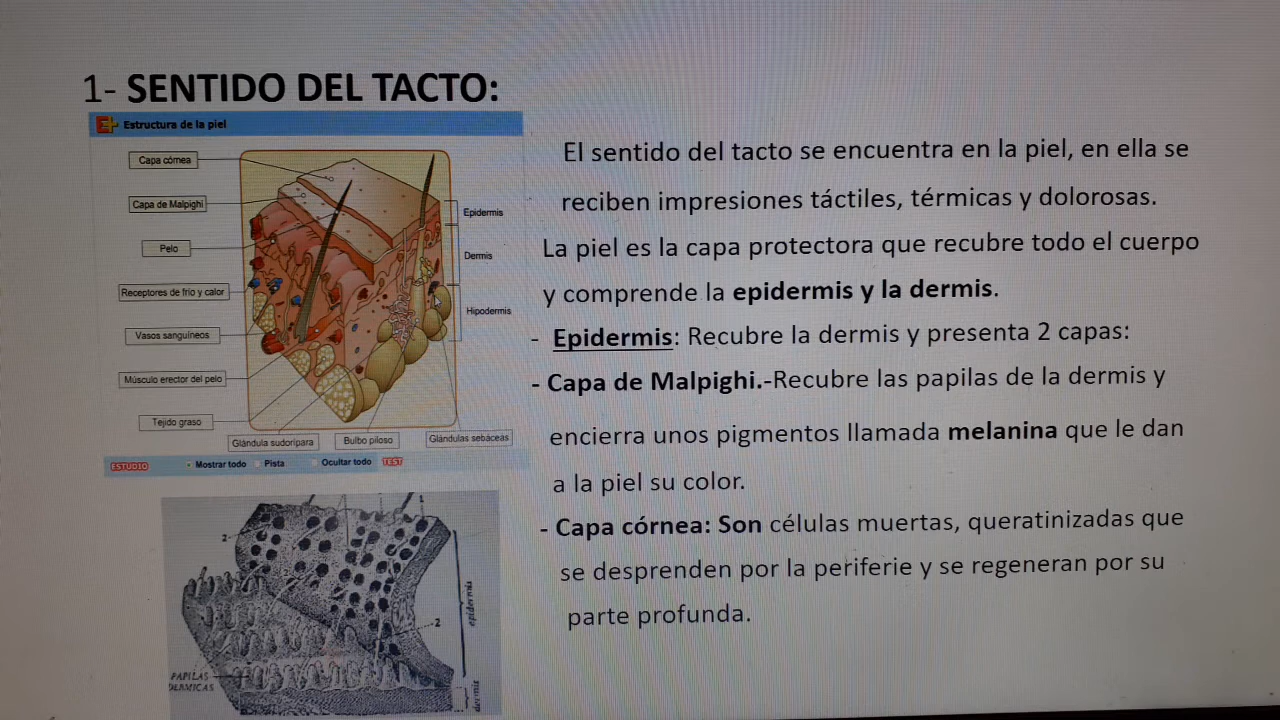 1- SENTIDO DEL TACTO:
Estructura de la piel
Capa córnea
Capa de Malpighi
Pelo
Receptores de frío y calor
Vasos sanguíneos
Músculo erector del pelo
Tejido graso
Glándula sudorípara
Bulbo piloso
Glándulas sebáceas
Epidermis
Dermis
Hipodermis
ESTUDIO
Mostrar todo
Pista
Ocultar todo
TEST
1
2
2
epidermis
dermis
PAPILAS
DÉRMICAS
El sentido del tacto se encuentra en la piel, en ella se
reciben impresiones táctiles, térmicas y dolorosas.
La piel es la capa protectora que recubre todo el cuerpo
y comprende la epidermis y la dermis.
- Epidermis: Recubre la dermis y presenta 2 capas:
- Capa de Malpighi.-Recubre las papilas de la dermis y
encierra unos pigmentos llamada melanina que le dan
a la piel su color.
- Capa córnea: Son células muertas, queratinizadas que
se desprenden por la periferie y se regeneran por su
parte profunda.